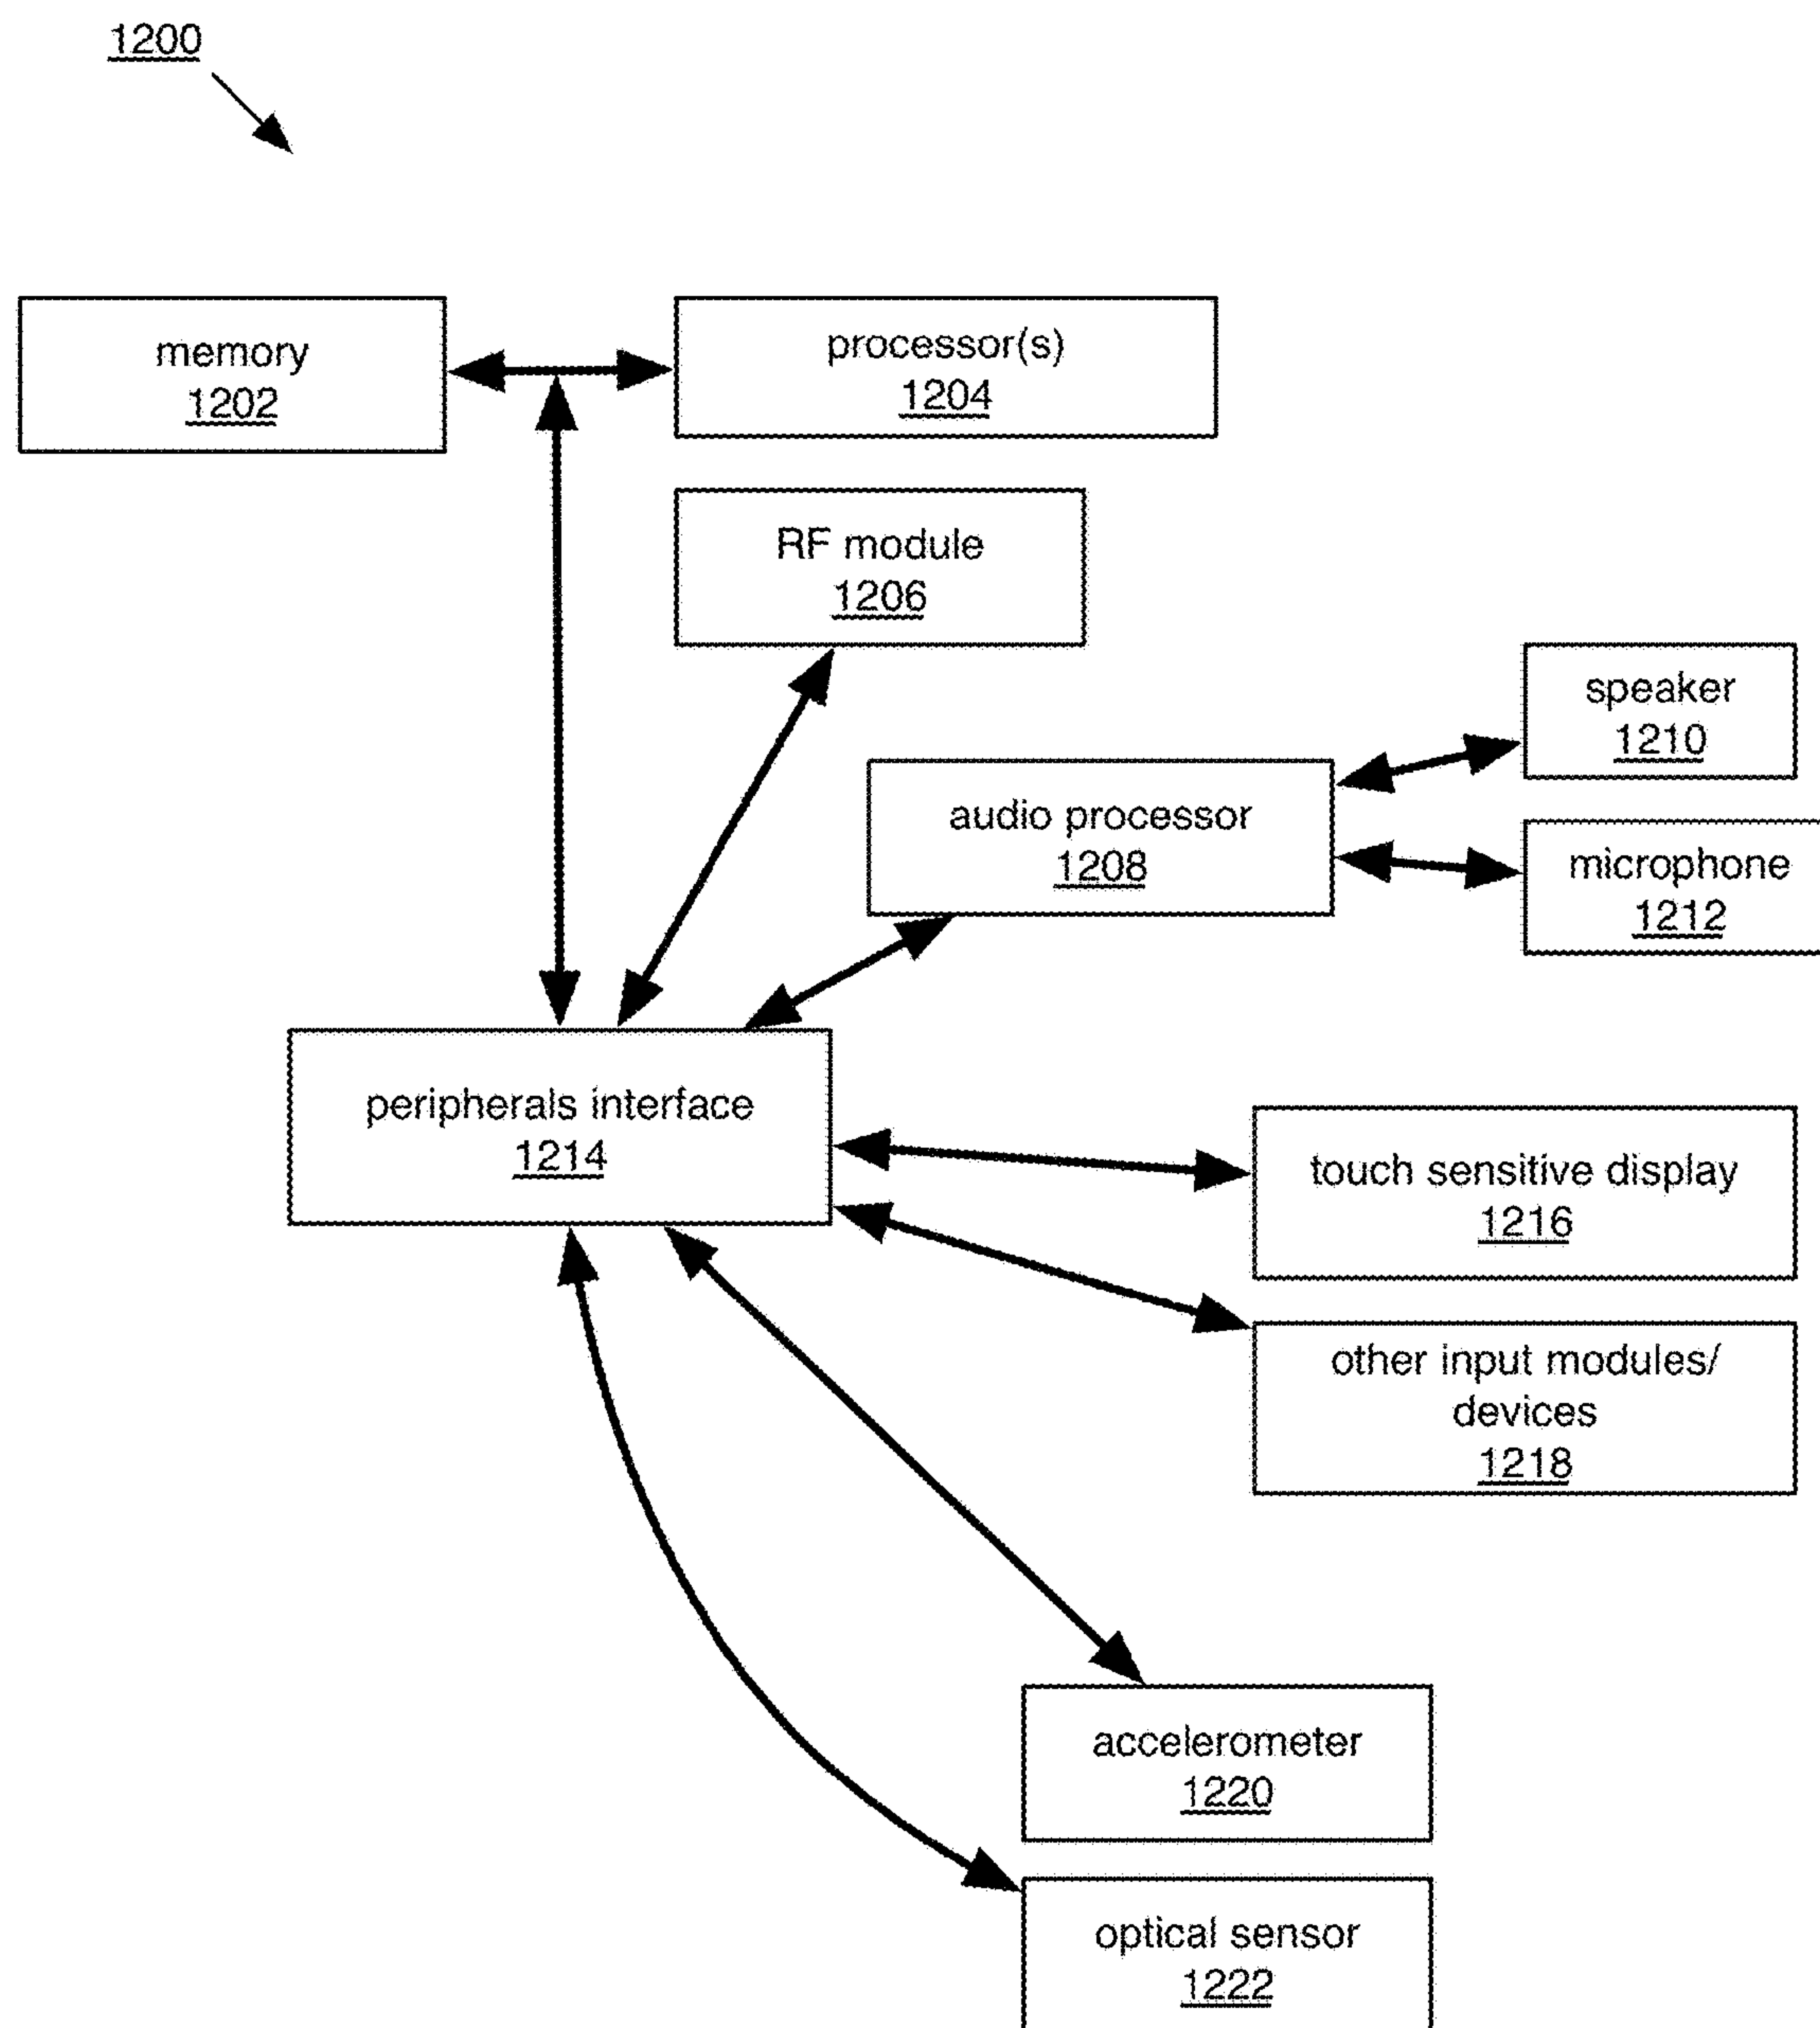 1200
memory
1202
processor(s)
1204
RF module
1206
speaker
1210
audio processor
1208
microphone
1212
peripherals interface
1214
touch sensitive display
1216
other input modules/
devices
1218
accelerometer
1220
optical sensor
1222